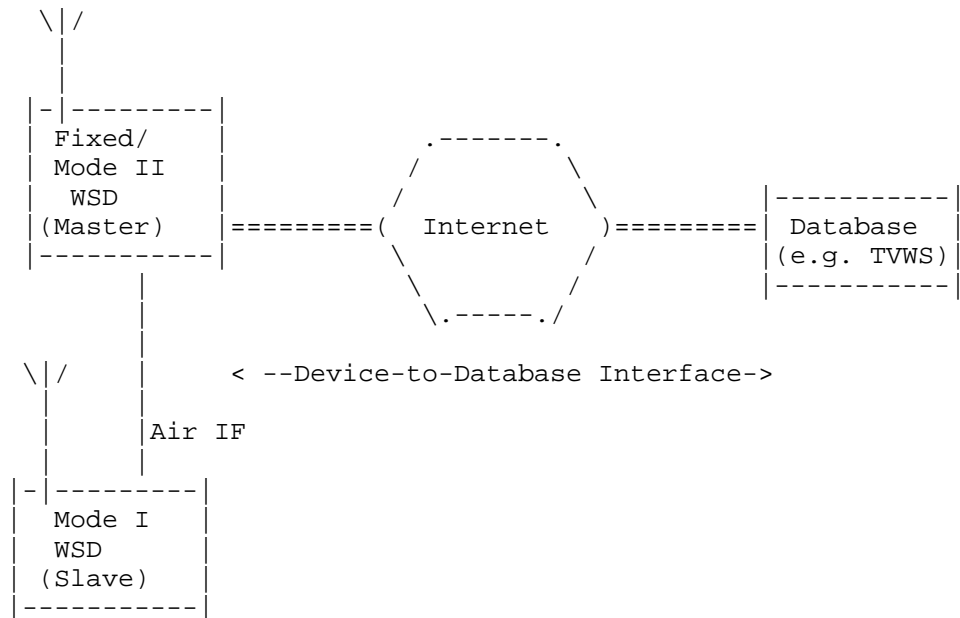 Fixed/
Mode II
WSD
(Master)
Internet
Database
(e.g. TVWS)
< --Device-to-Database Interface->
Air IF
Mode I
WSD
(Slave)